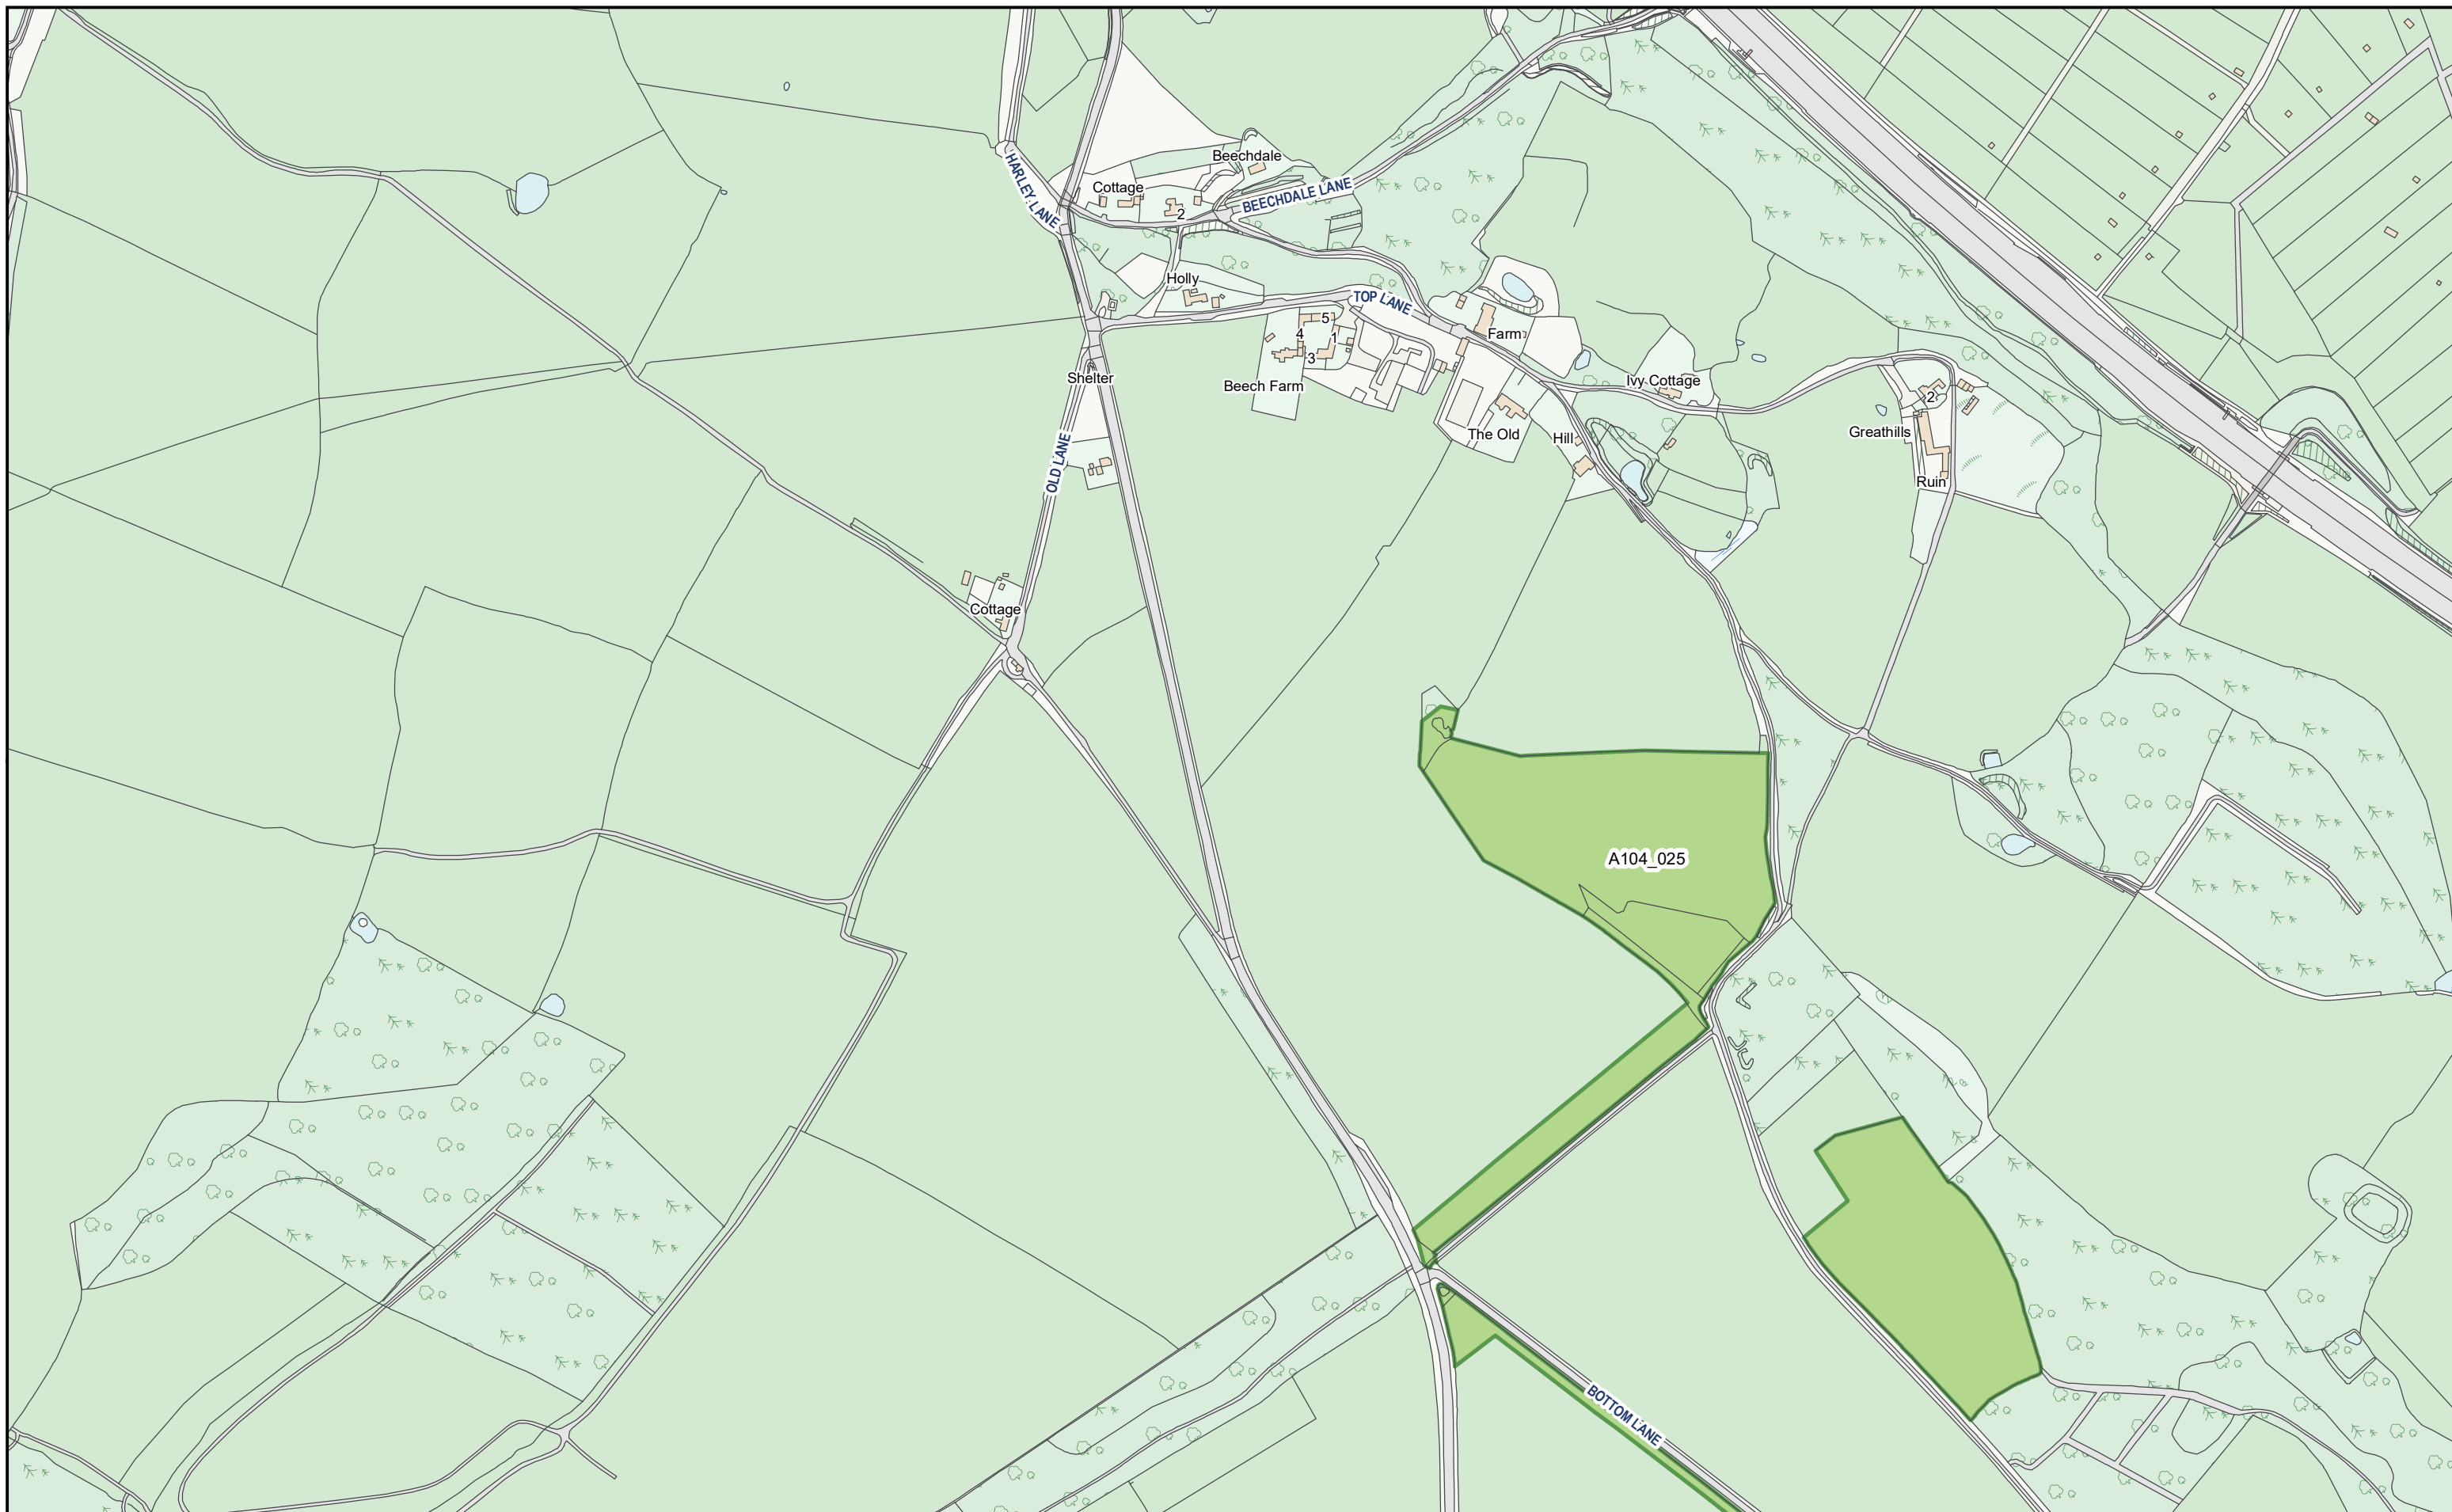 Beechdale
HARLEY LANE
Cottage
BEECHDALE LANE
2
Holly
TOP LANE
5
4
1
3
Farm
Shelter
Beech Farm
Ivy Cottage
2
The Old
Hill
Greathills
OLD LANE
Ruin
Cottage
A104_025
BOTTOM LANE